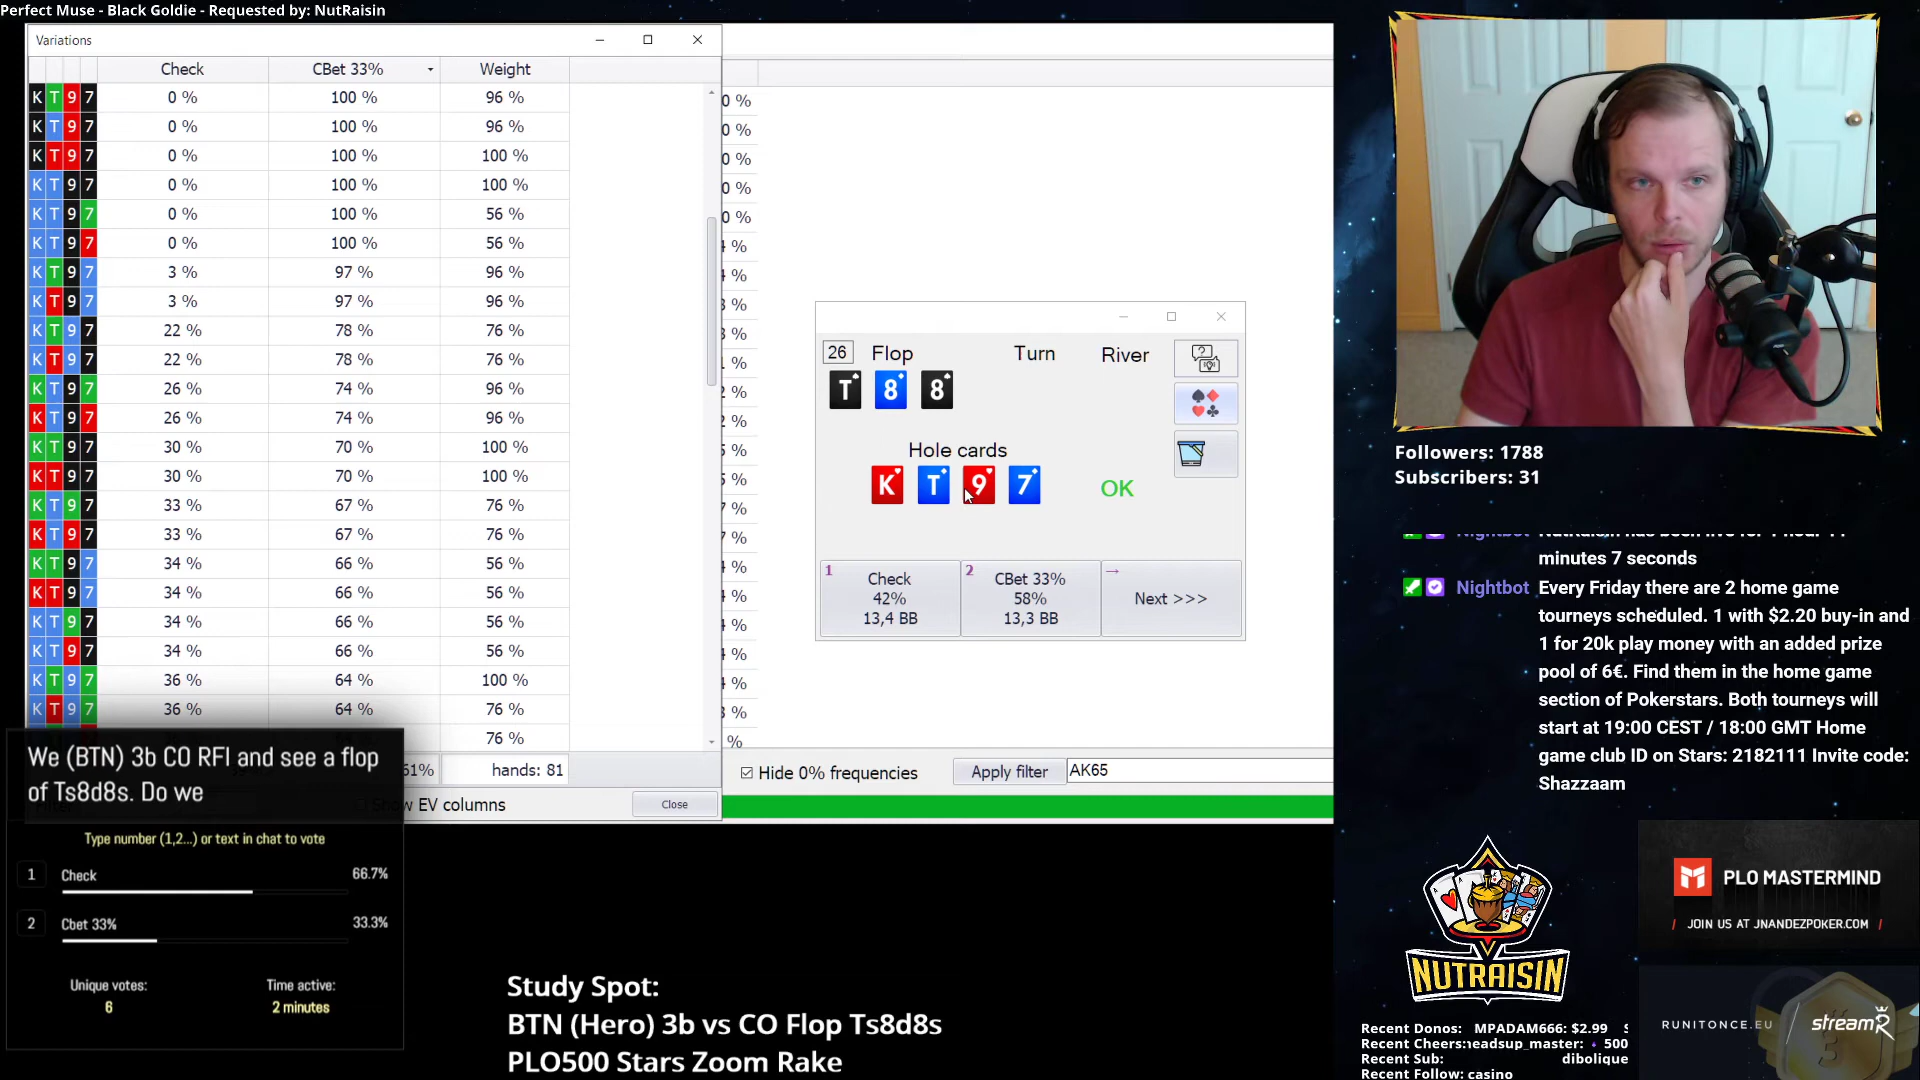 Perfect Muse - Black Goldie - Requested by: NutRaisin
Variations
Check CBet 33% Weight
K T 9 7 0 % 100 % 96 %
K T 9 7 0 % 100 % 96 %
K T 9 7 0 % 100 % 100 %
K T 9 7 0 % 100 % 100 %
K T 9 7 0 % 100 % 56 %
K T 9 7 0 % 100 % 56 %
K T 9 7 3 % 97 % 96 %
K T 9 7 3 % 97 % 96 %
K T 9 7 22 % 78 % 76 %
K T 9 7 22 % 78 % 76 %
K T 9 7 26 % 74 % 96 %
K T 9 7 26 % 74 % 96 %
K T 9 7 30 % 70 % 100 %
K T 9 7 30 % 70 % 100 %
K T 9 7 33 % 67 % 76 %
K T 9 7 33 % 67 % 76 %
K T 9 7 34 % 66 % 56 %
K T 9 7 34 % 66 % 56 %
K T 9 7 34 % 66 % 56 %
K T 9 7 34 % 66 % 56 %
K T 9 7 36 % 64 % 100 %
K T 9 7 36 % 64 % 76 %
76 %
61% hands: 81
EV columns
Close
26 Flop Turn River
T 8 8
Hole cards
K T 9 7 OK
1 Check
42%
13,4 BB
2 CBet 33%
58%
13,3 BB
Next >>>
Hide 0% frequencies Apply filter AK65
We (BTN) 3b CO RFI and see a flop
of Ts8d8s. Do we
Type number (1,2...) or text in chat to vote
1 Check 66.7%
2 Cbet 33% 33.3%
Unique votes: Time active:
6 2 minutes
Study Spot:
BTN (Hero) 3b vs CO Flop Ts8d8s
PLO500 Stars Zoom Rake
Followers: 1788
Subscribers: 31
minutes 7 seconds
Nightbot Every Friday there are 2 home game
tourneys scheduled. 1 with $2.20 buy-in and
1 for 20k play money with an added prize
pool of 6€. Find them in the home game
section of Pokerstars. Both tourneys will
start at 19:00 CEST / 18:00 GMT Home
game club ID on Stars: 2182111 Invite code:
Shazzaam
NUTRAISIN
PLO MASTERMIND
/ JOIN US AT JNANDEZPOKER.COM /
RUNITONCE.EU / streamR
Recent Donos: MPADAM666: $2.99
Recent Cheers: eadsup_master: 500
Recent Sub: dibolique
Recent Follow: casino